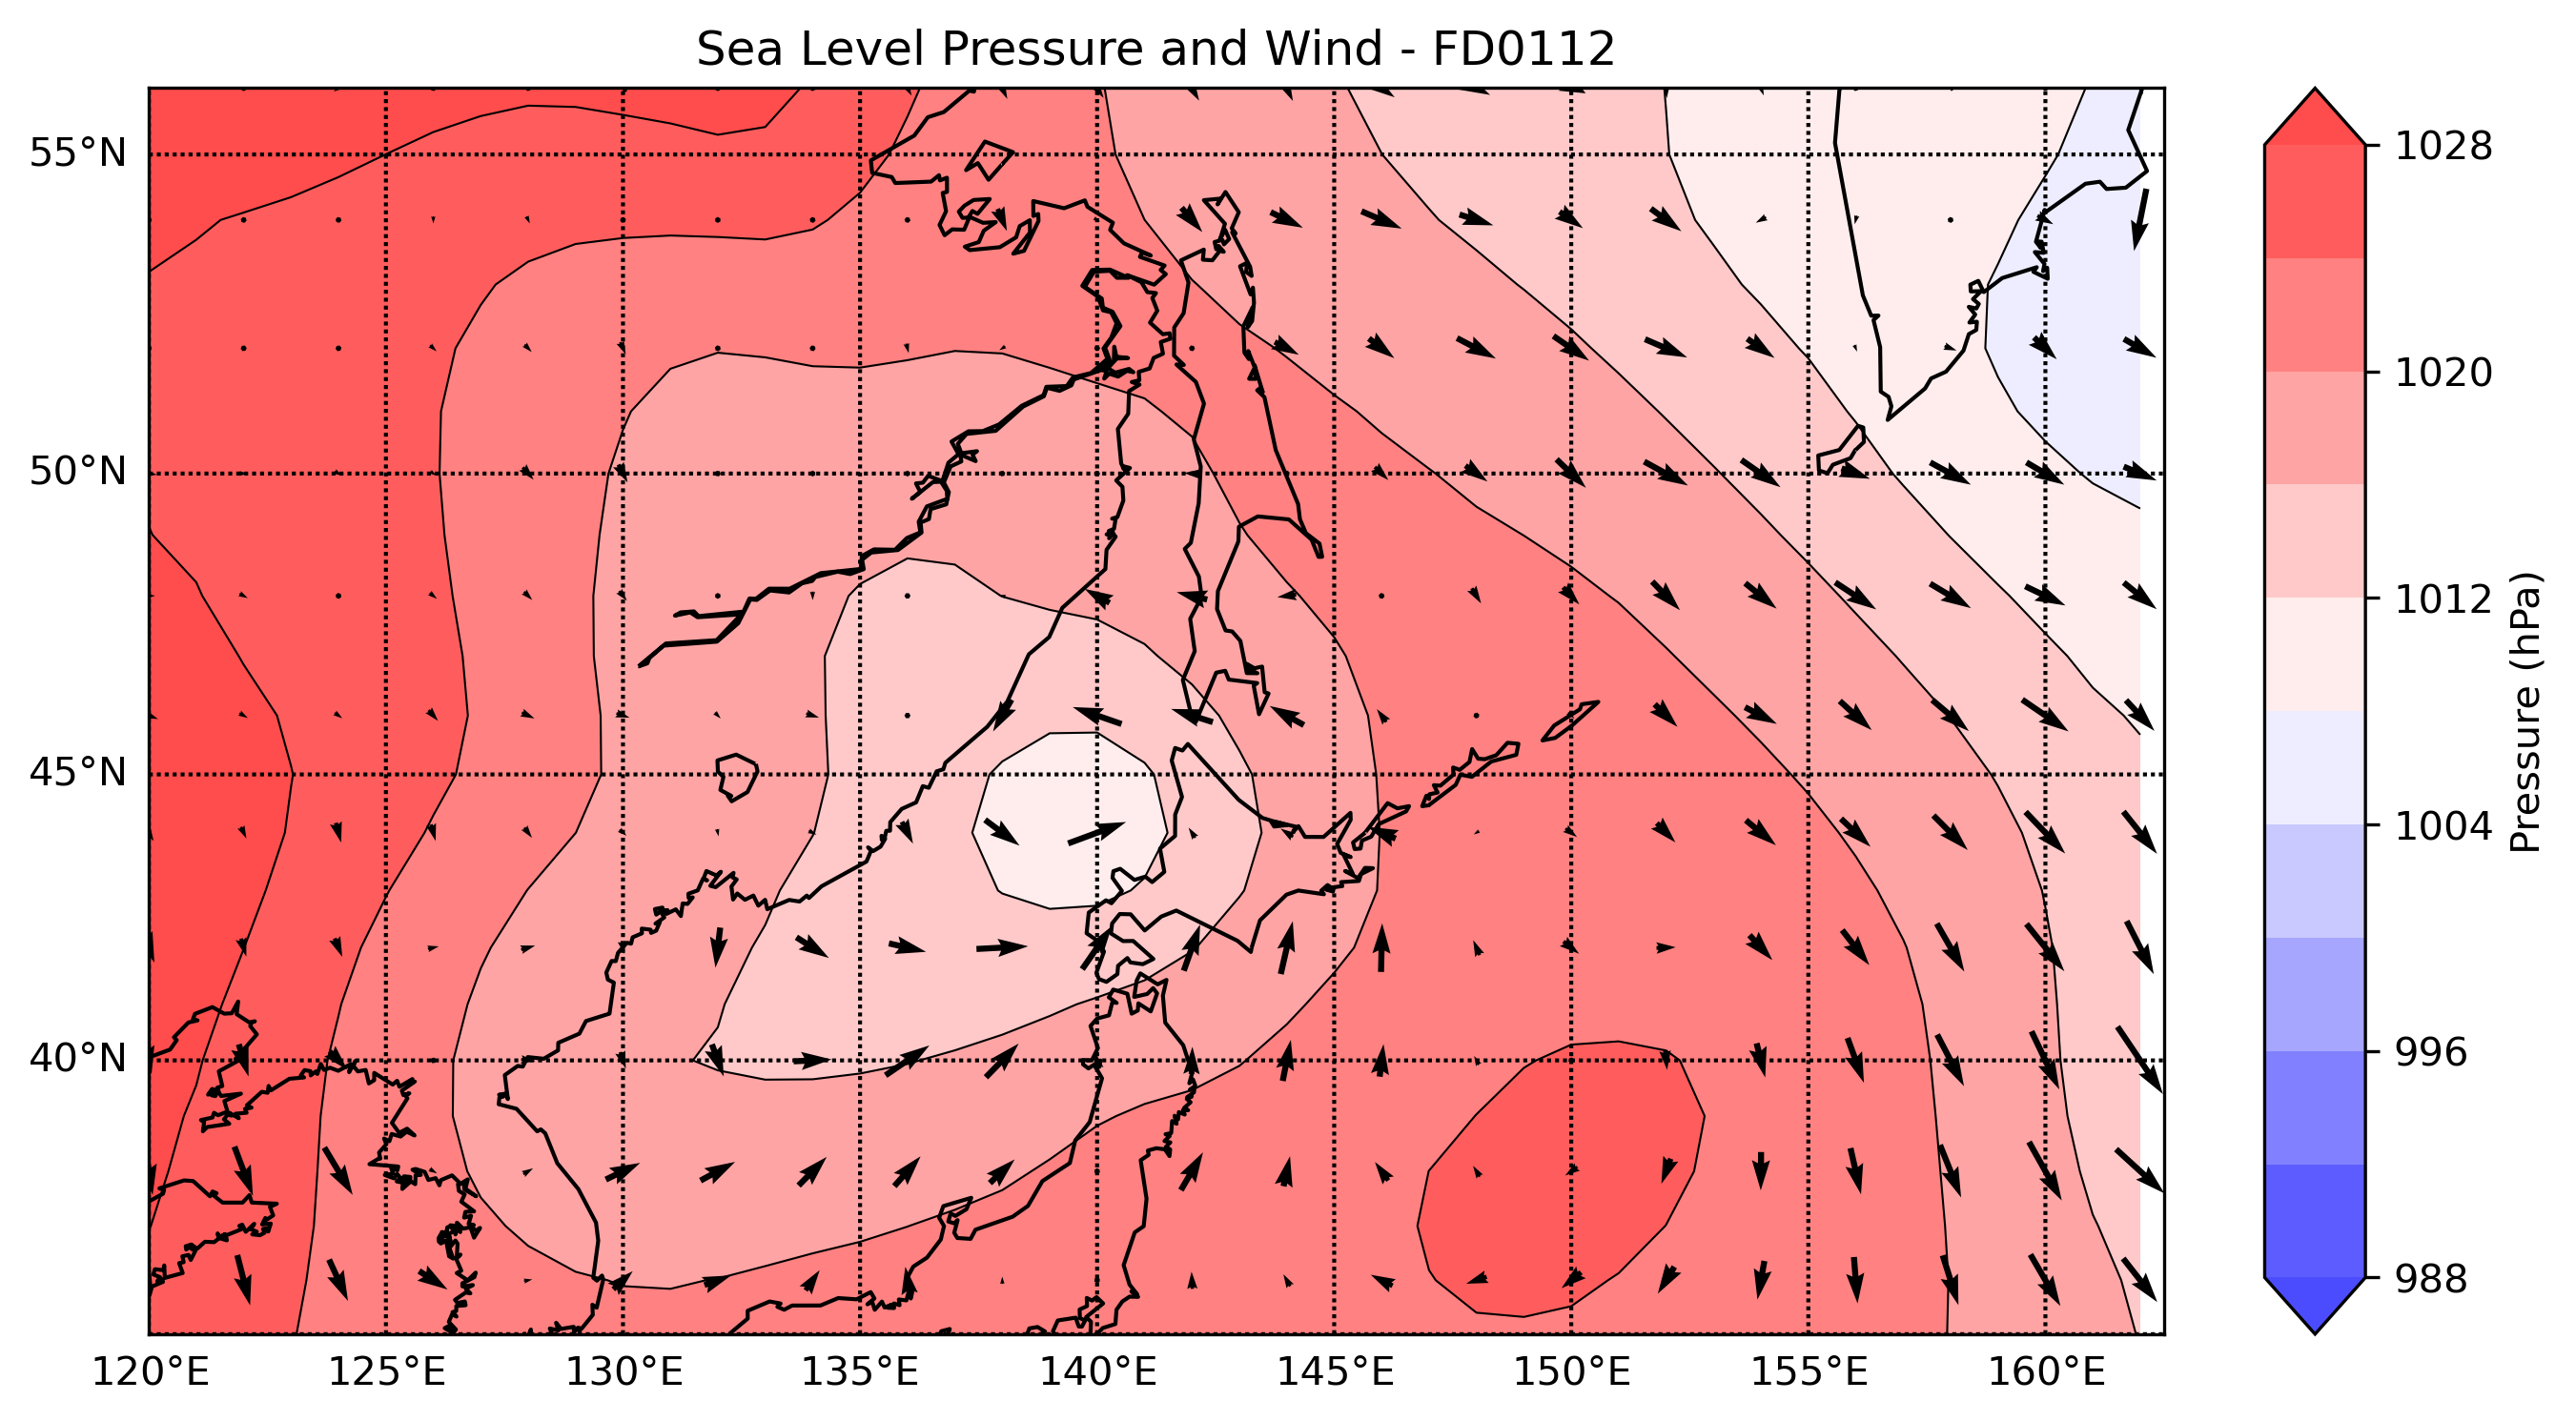 Sea Level Pressure and Wind - FD0112
55°N
50°N
45°N
40°N
120°E
125°E
130°E
135°E
140°E
145°E
150°E
155°E
160°E
1028
1020
1012
1004
996
988
Pressure (hPa)